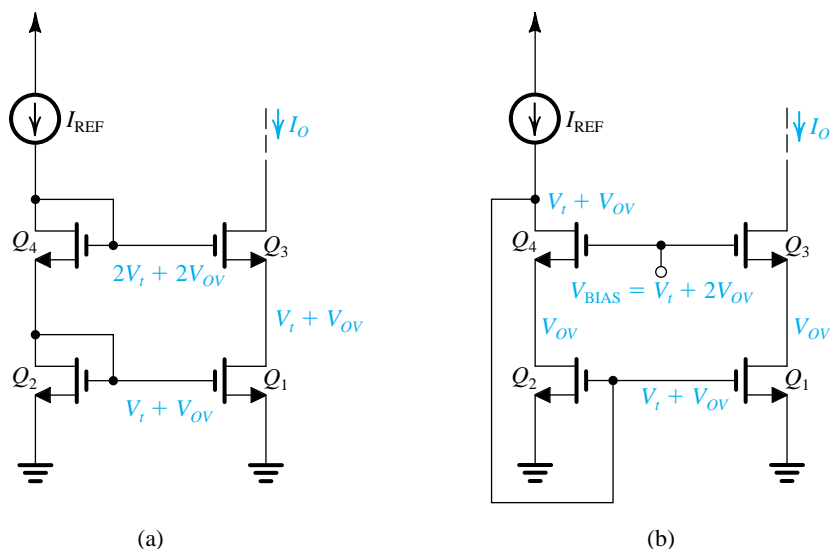 I_REF
I_O
Q_4
Q_3
2V_t + 2V_OV
V_t + V_OV
Q_2
Q_1
V_t + V_OV
(a)
I_REF
I_O
V_t + V_OV
Q_4
Q_3
V_BIAS = V_t + 2V_OV
V_OV
V_OV
Q_2
Q_1
V_t + V_OV
(b)